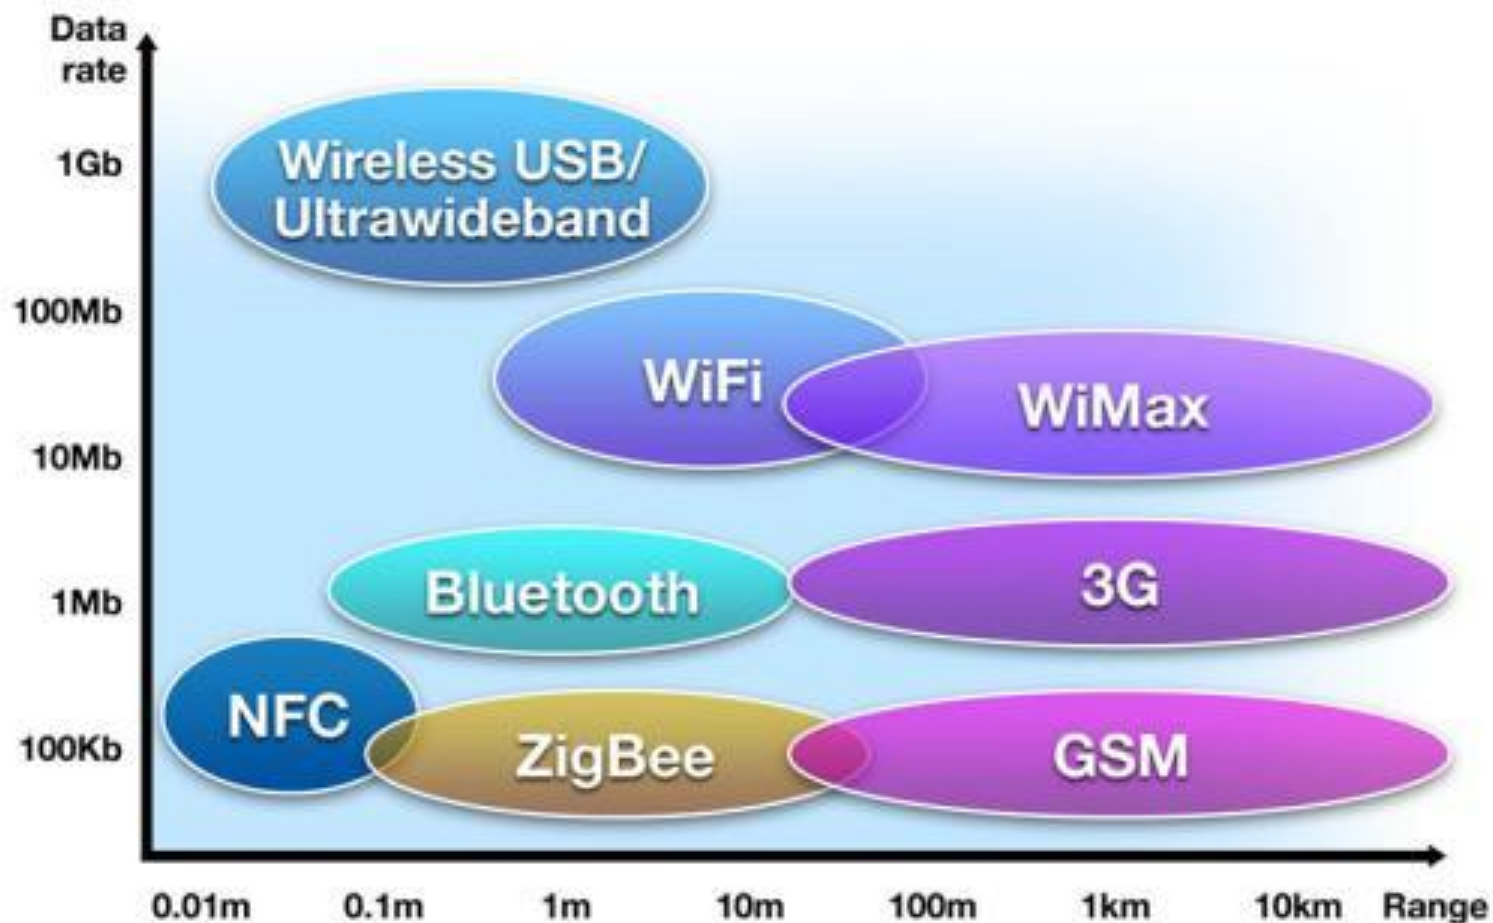 Data
rate
1Gb
Wireless USB/
Ultrawideband
100Mb
WiFi
WiMax
10Mb
Bluetooth
3G
1Mb
NFC
ZigBee
GSM
100Kb
0.01m 0.1m 1m 10m 100m 1km 10km Range